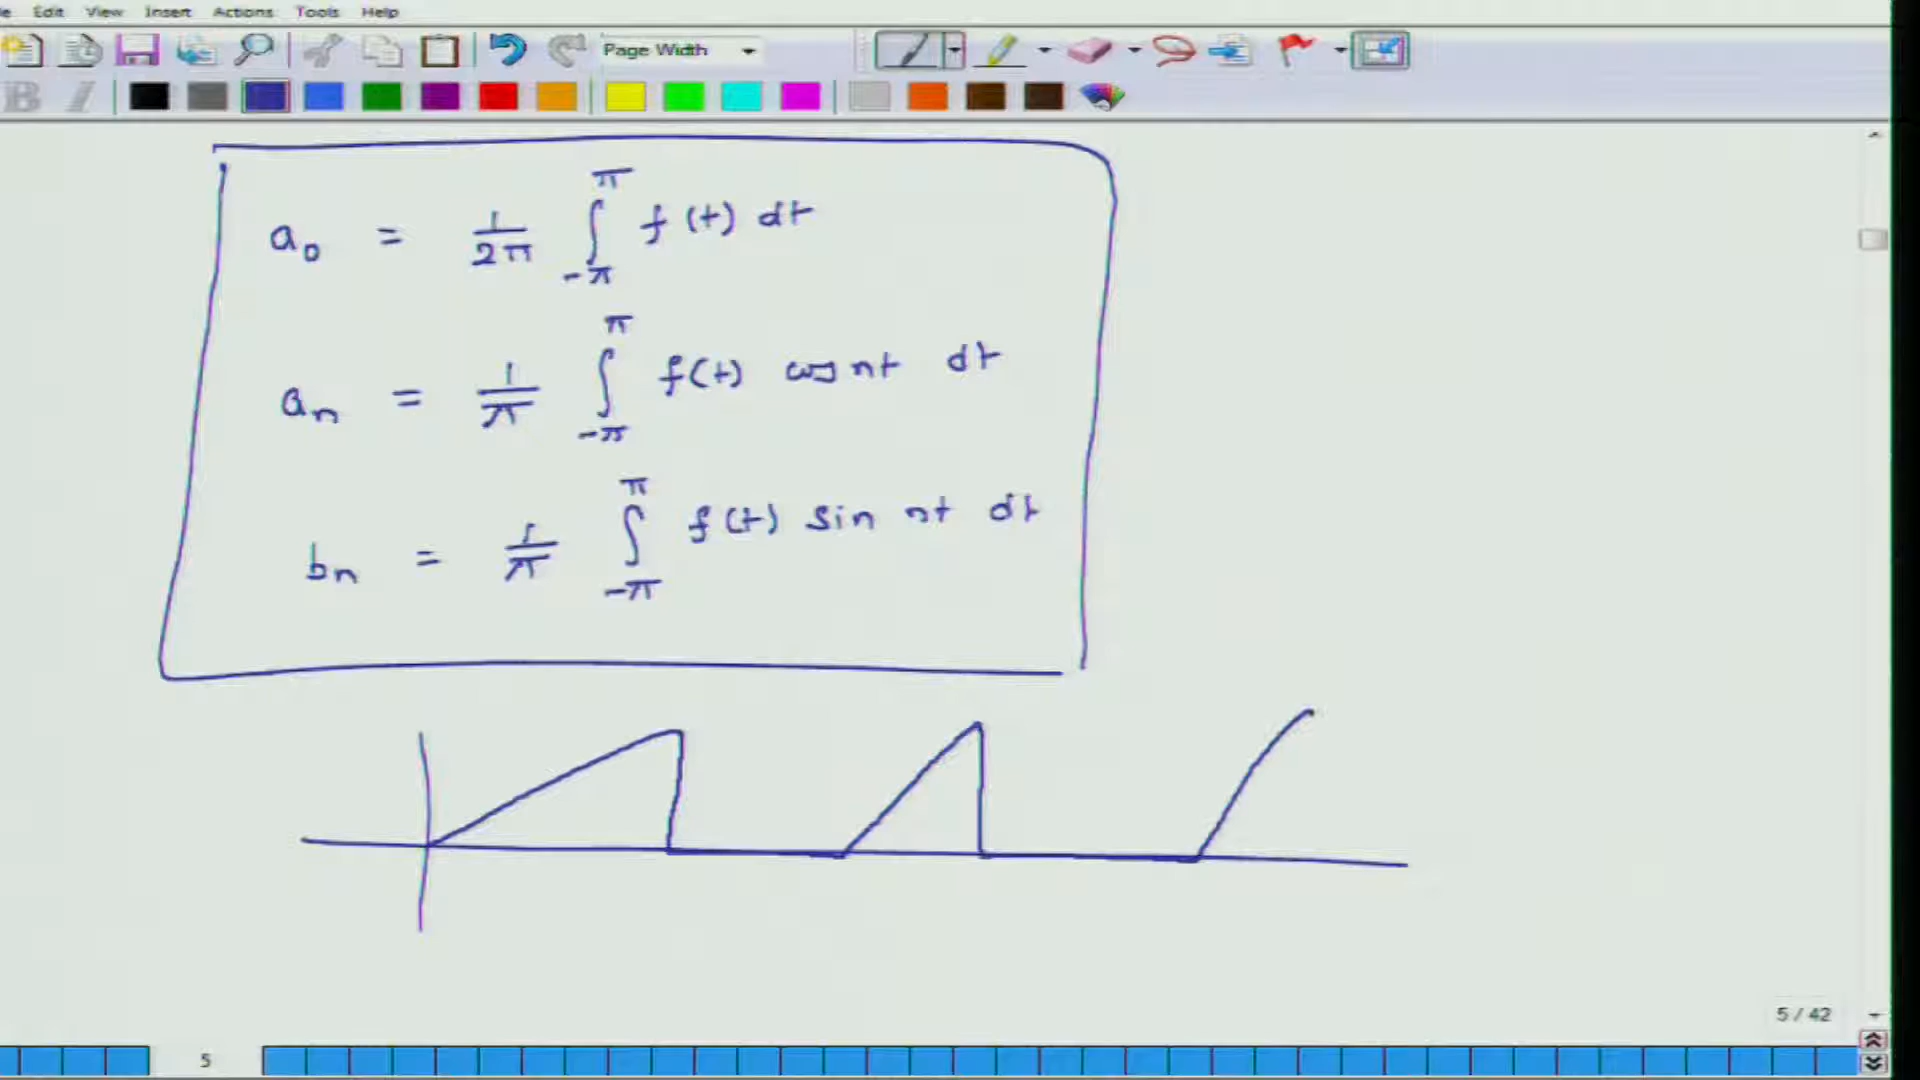 Edit View Insert Actions Tools Help
Page Width
B I
a₀ = 1/2π ∫_{-π}^{π} f(t) dt
aₙ = 1/π ∫_{-π}^{π} f(t) cos nt dt
bₙ = 1/π ∫_{-π}^{π} f(t) sin nt dt
5 / 42
5